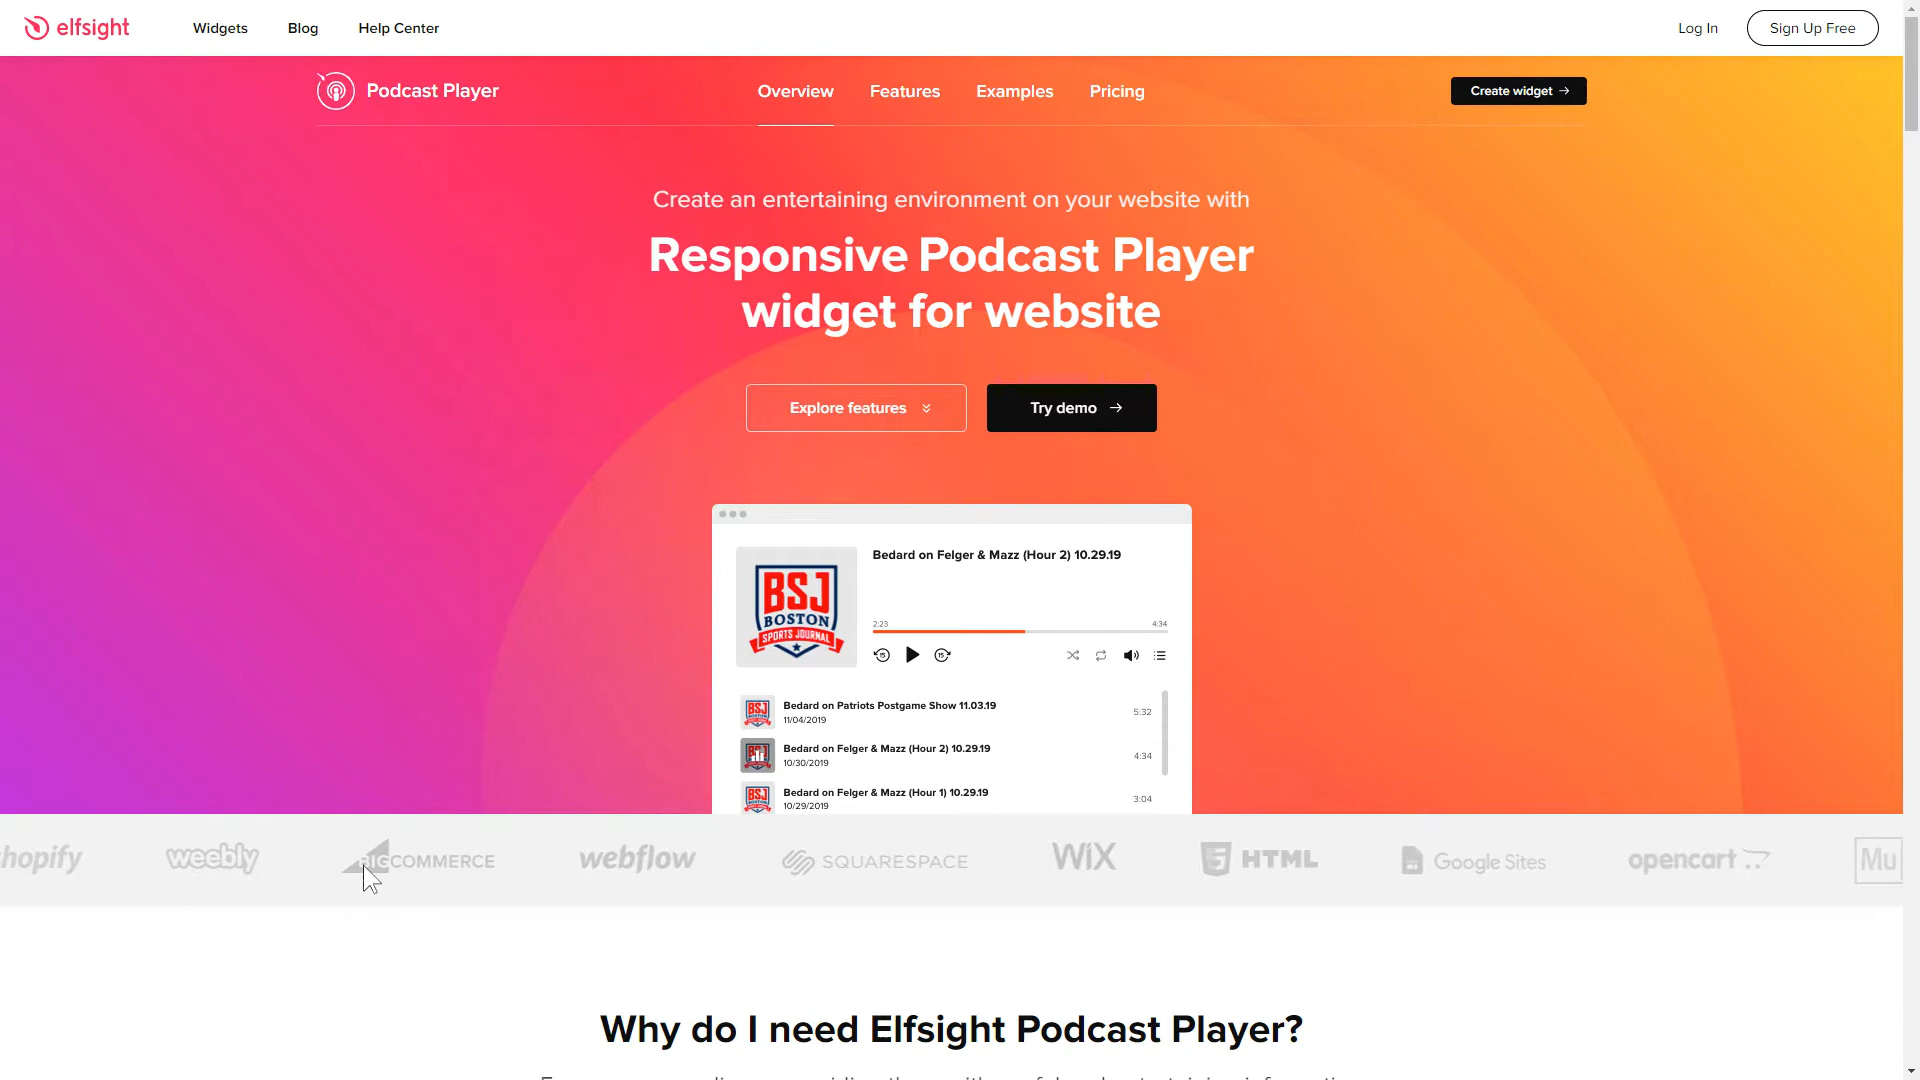 elfsight
Widgets
Blog
Help Center
Log In
Sign Up Free
Podcast Player
Overview
Features
Examples
Pricing
Create widget
Create an entertaining environment on your website with
Responsive Podcast Player
widget for website
Explore features
Try demo
BSJ
BOSTON
SPORTS JOURNAL
Bedard on Felger & Mazz (Hour 2) 10.29.19
2:23
4:34
15
15
Bedard on Patriots Postgame Show 11.03.19
11/04/2019
5:32
Bedard on Felger & Mazz (Hour 2) 10.29.19
10/30/2019
4:34
Bedard on Felger & Mazz (Hour 1) 10.29.19
10/29/2019
3:04
hopify
weebly
BIGCOMMERCE
webflow
SQUARESPACE
WiX
HTML
Google Sites
opencart
Mu
Why do I need Elfsight Podcast Player?